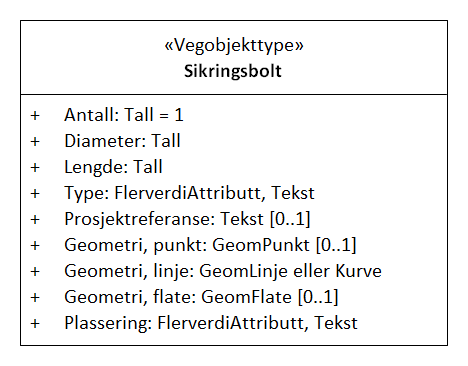 «Vegobjekttype»
Sikringsbolt
+ Antall: Tall = 1
+ Diameter: Tall
+ Lengde: Tall
+ Type: FlerverdiAttributt, Tekst
+ Prosjektreferanse: Tekst [0..1]
+ Geometri, punkt: GeomPunkt [0..1]
+ Geometri, linje: GeomLinje eller Kurve
+ Geometri, flate: GeomFlate [0..1]
+ Plassering: FlerverdiAttributt, Tekst